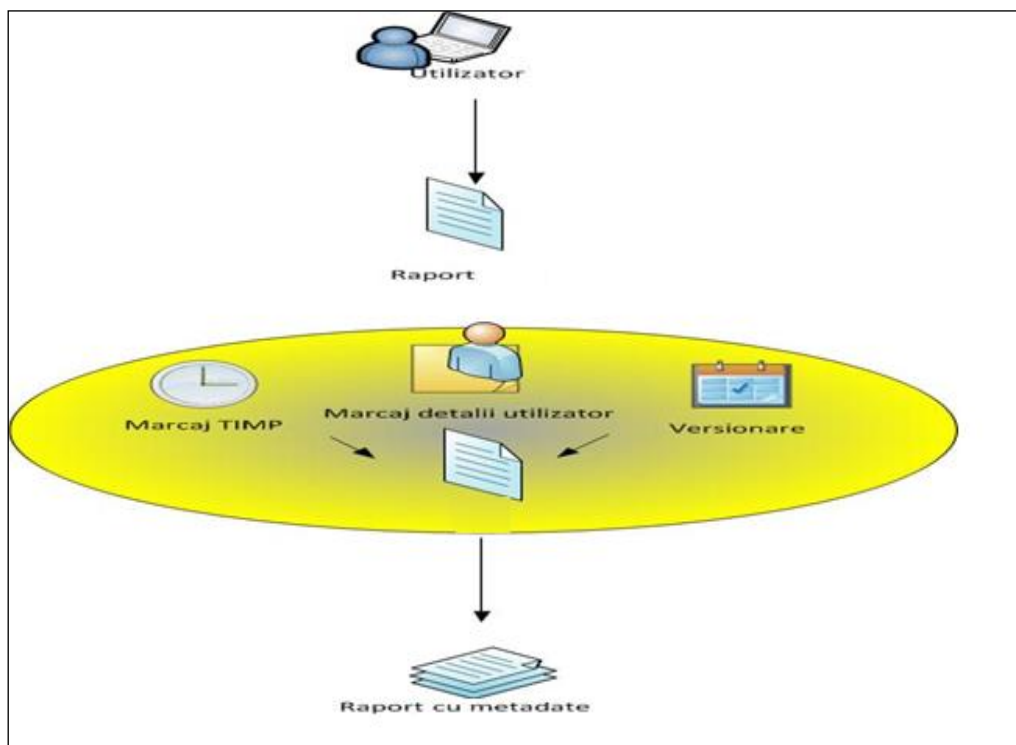 Utilizator
Raport
Marcaj TIMP
Marcaj detalii utilizator
Versionare
Raport cu metadate